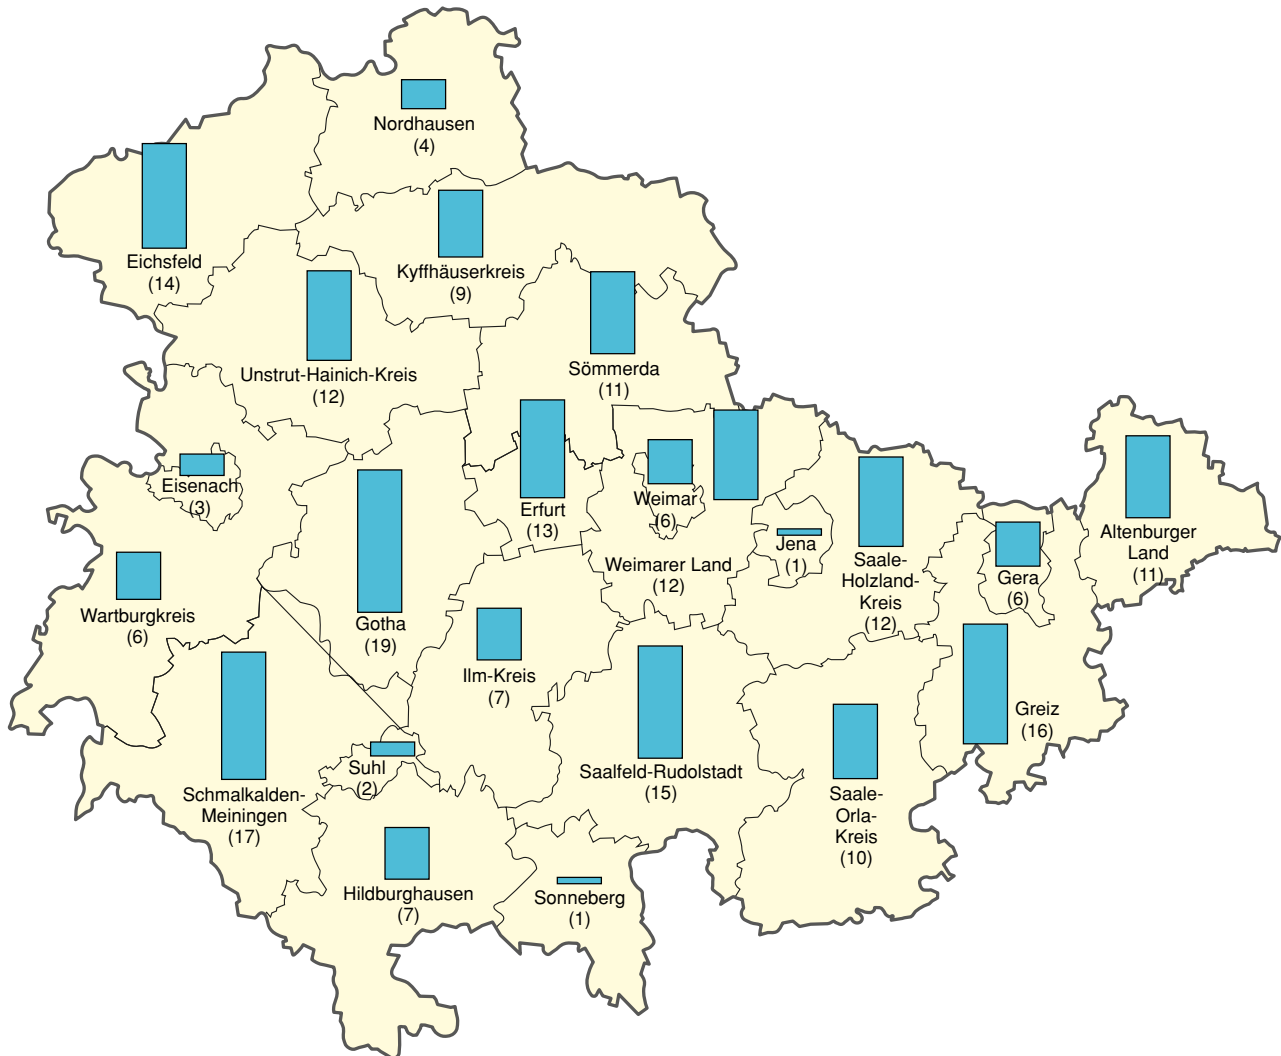 Nordhausen
(4)
Eichsfeld
(14)
Kyffhäuserkreis
(9)
Unstrut-Hainich-Kreis
(12)
Sömmerda
(11)
Eisenach
(3)
Erfurt
(13)
Weimar
(6)
Weimarer Land
(12)
Jena
(1)
Saale-
Holzland-
Kreis
(12)
Gera
(6)
Altenburger
Land
(11)
Wartburgkreis
(6)
Gotha
(19)
Ilm-Kreis
(7)
Greiz
(16)
Suhl
(2)
Saalfeld-Rudolstadt
(15)
Schmalkalden-
Meiningen
(17)
Saale-
Orla-
Kreis
(10)
Hildburghausen
(7)
Sonneberg
(1)